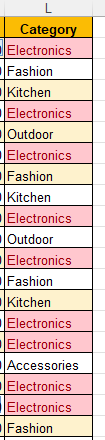 L
Category
Electronics
Fashion
Kitchen
Electronics
Outdoor
Electronics
Fashion
Kitchen
Electronics
Outdoor
Electronics
Fashion
Kitchen
Electronics
Electronics
Accessories
Electronics
Electronics
Fashion